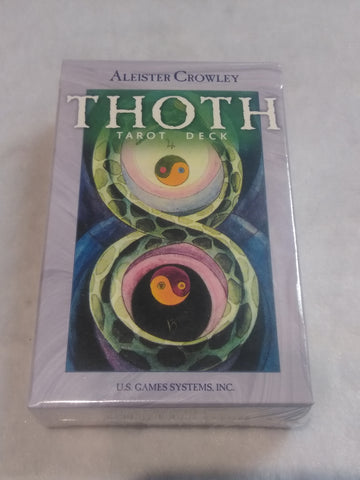 ALEISTER CROWLEY
THOTH
TAROT DECK
U.S. GAMES SYSTEMS, INC.